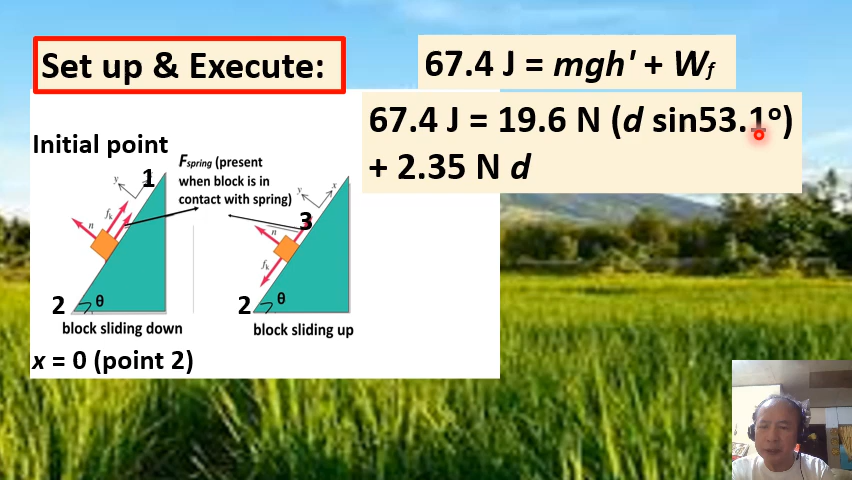 Set up & Execute:
67.4 J = mgh' + Wf
67.4 J = 19.6 N (d sin53.1º)
+ 2.35 N d
Initial point
Fspring (present
when block is in
contact with spring)
1
y
fk
n
2
θ
block sliding down
y
x
3
n
fk
2
θ
block sliding up
x = 0 (point 2)